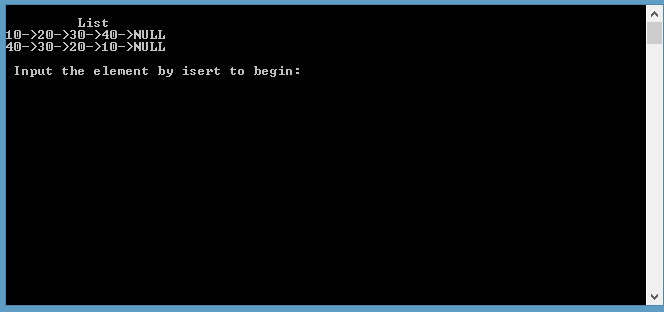 List
10->20->30->40->NULL
40->30->20->10->NULL
Input the element by isert to begin: